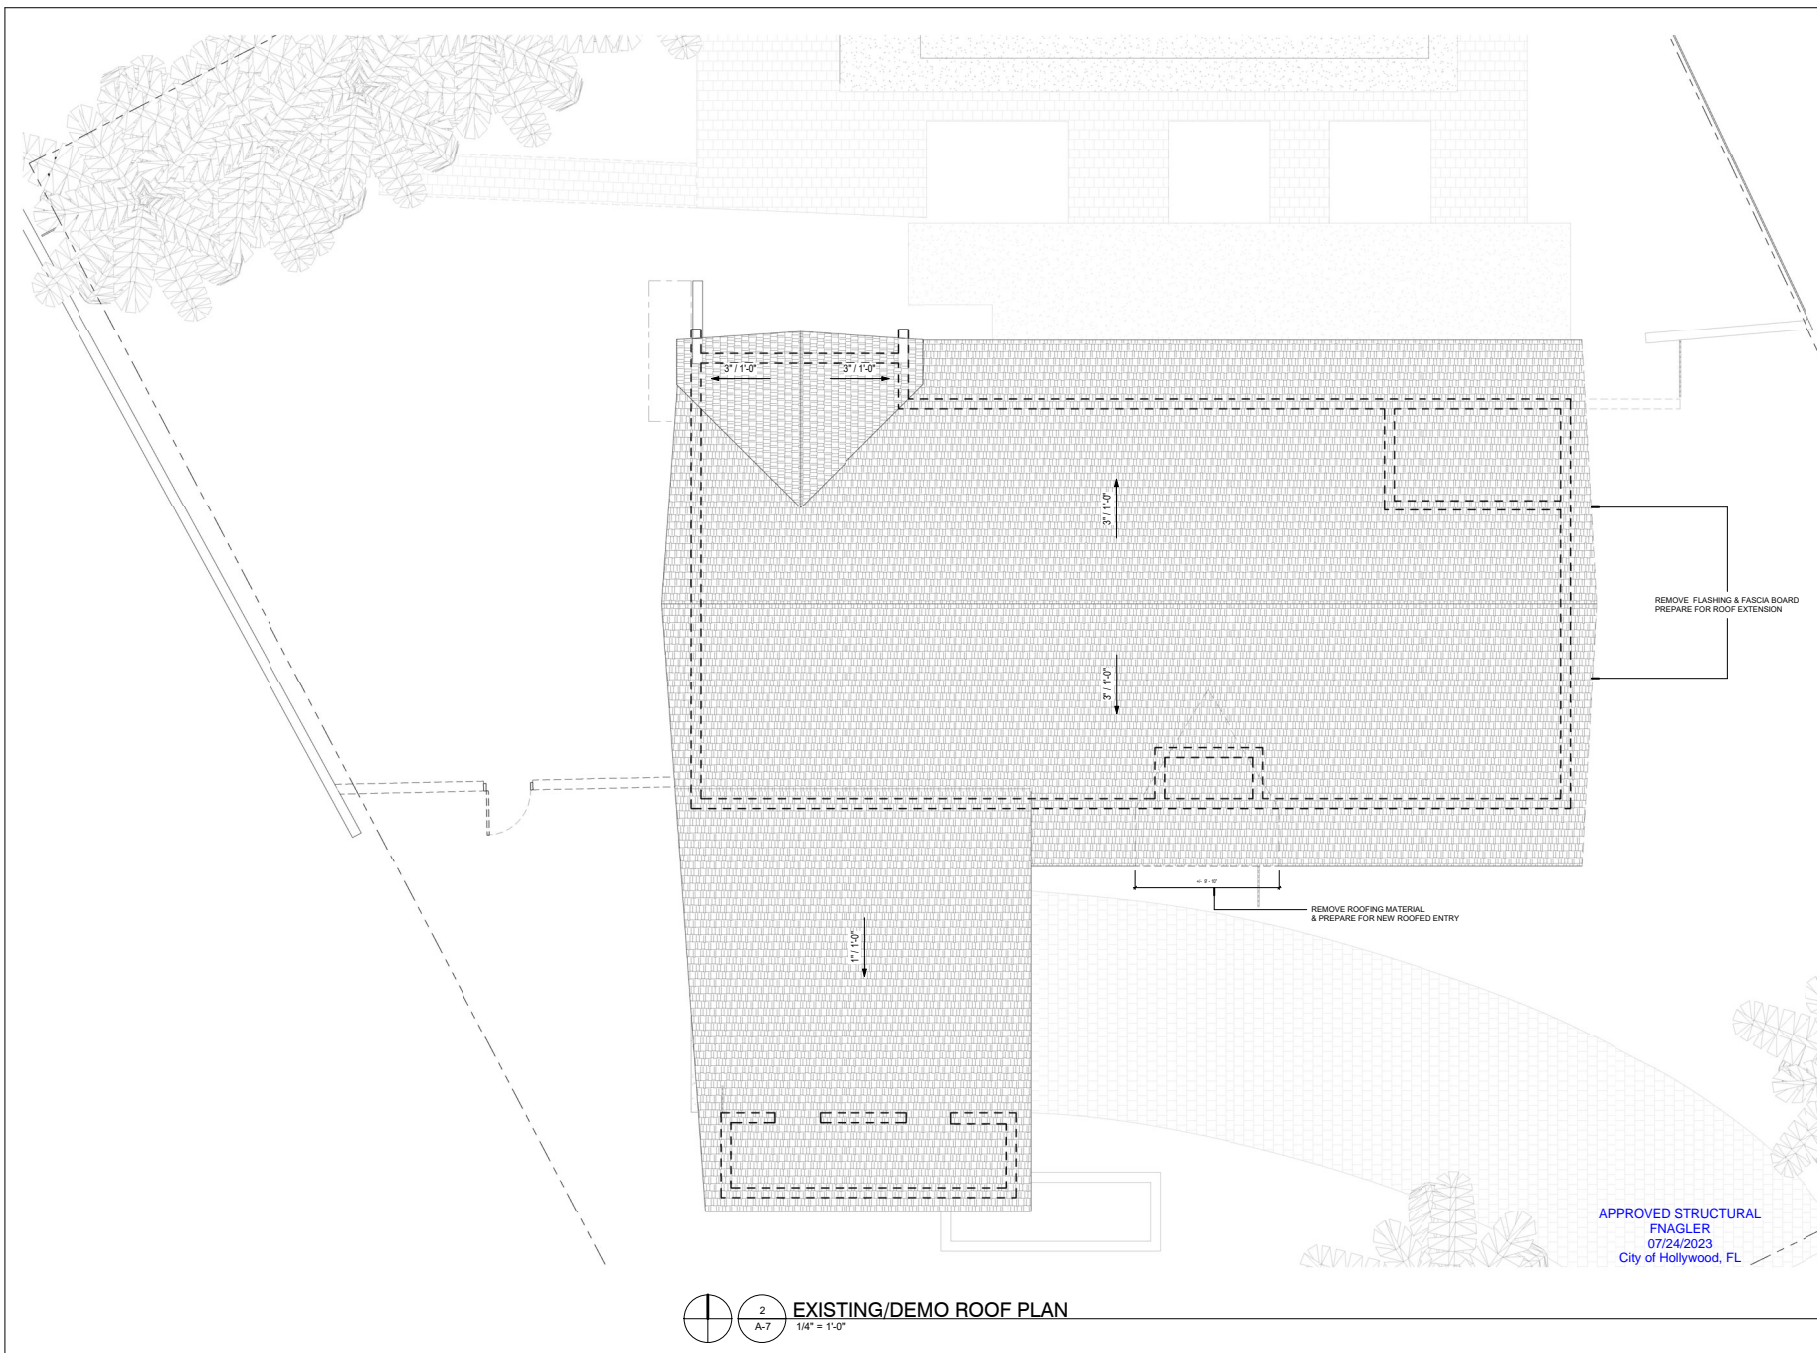 3" / 1'-0"
3" / 1'-0"
3" / 1'-0"
REMOVE FLASHING & FASCIA BOARD
PREPARE FOR ROOF EXTENSION
3" / 1'-0"
REMOVE ROOFING MATERIAL
& PREPARE FOR NEW ROOFED ENTRY
1" / 1'-0"
APPROVED STRUCTURAL
FNAGLER
07/24/2023
City of Hollywood, FL
2
A-7
EXISTING/DEMO ROOF PLAN
1/4" = 1'-0"